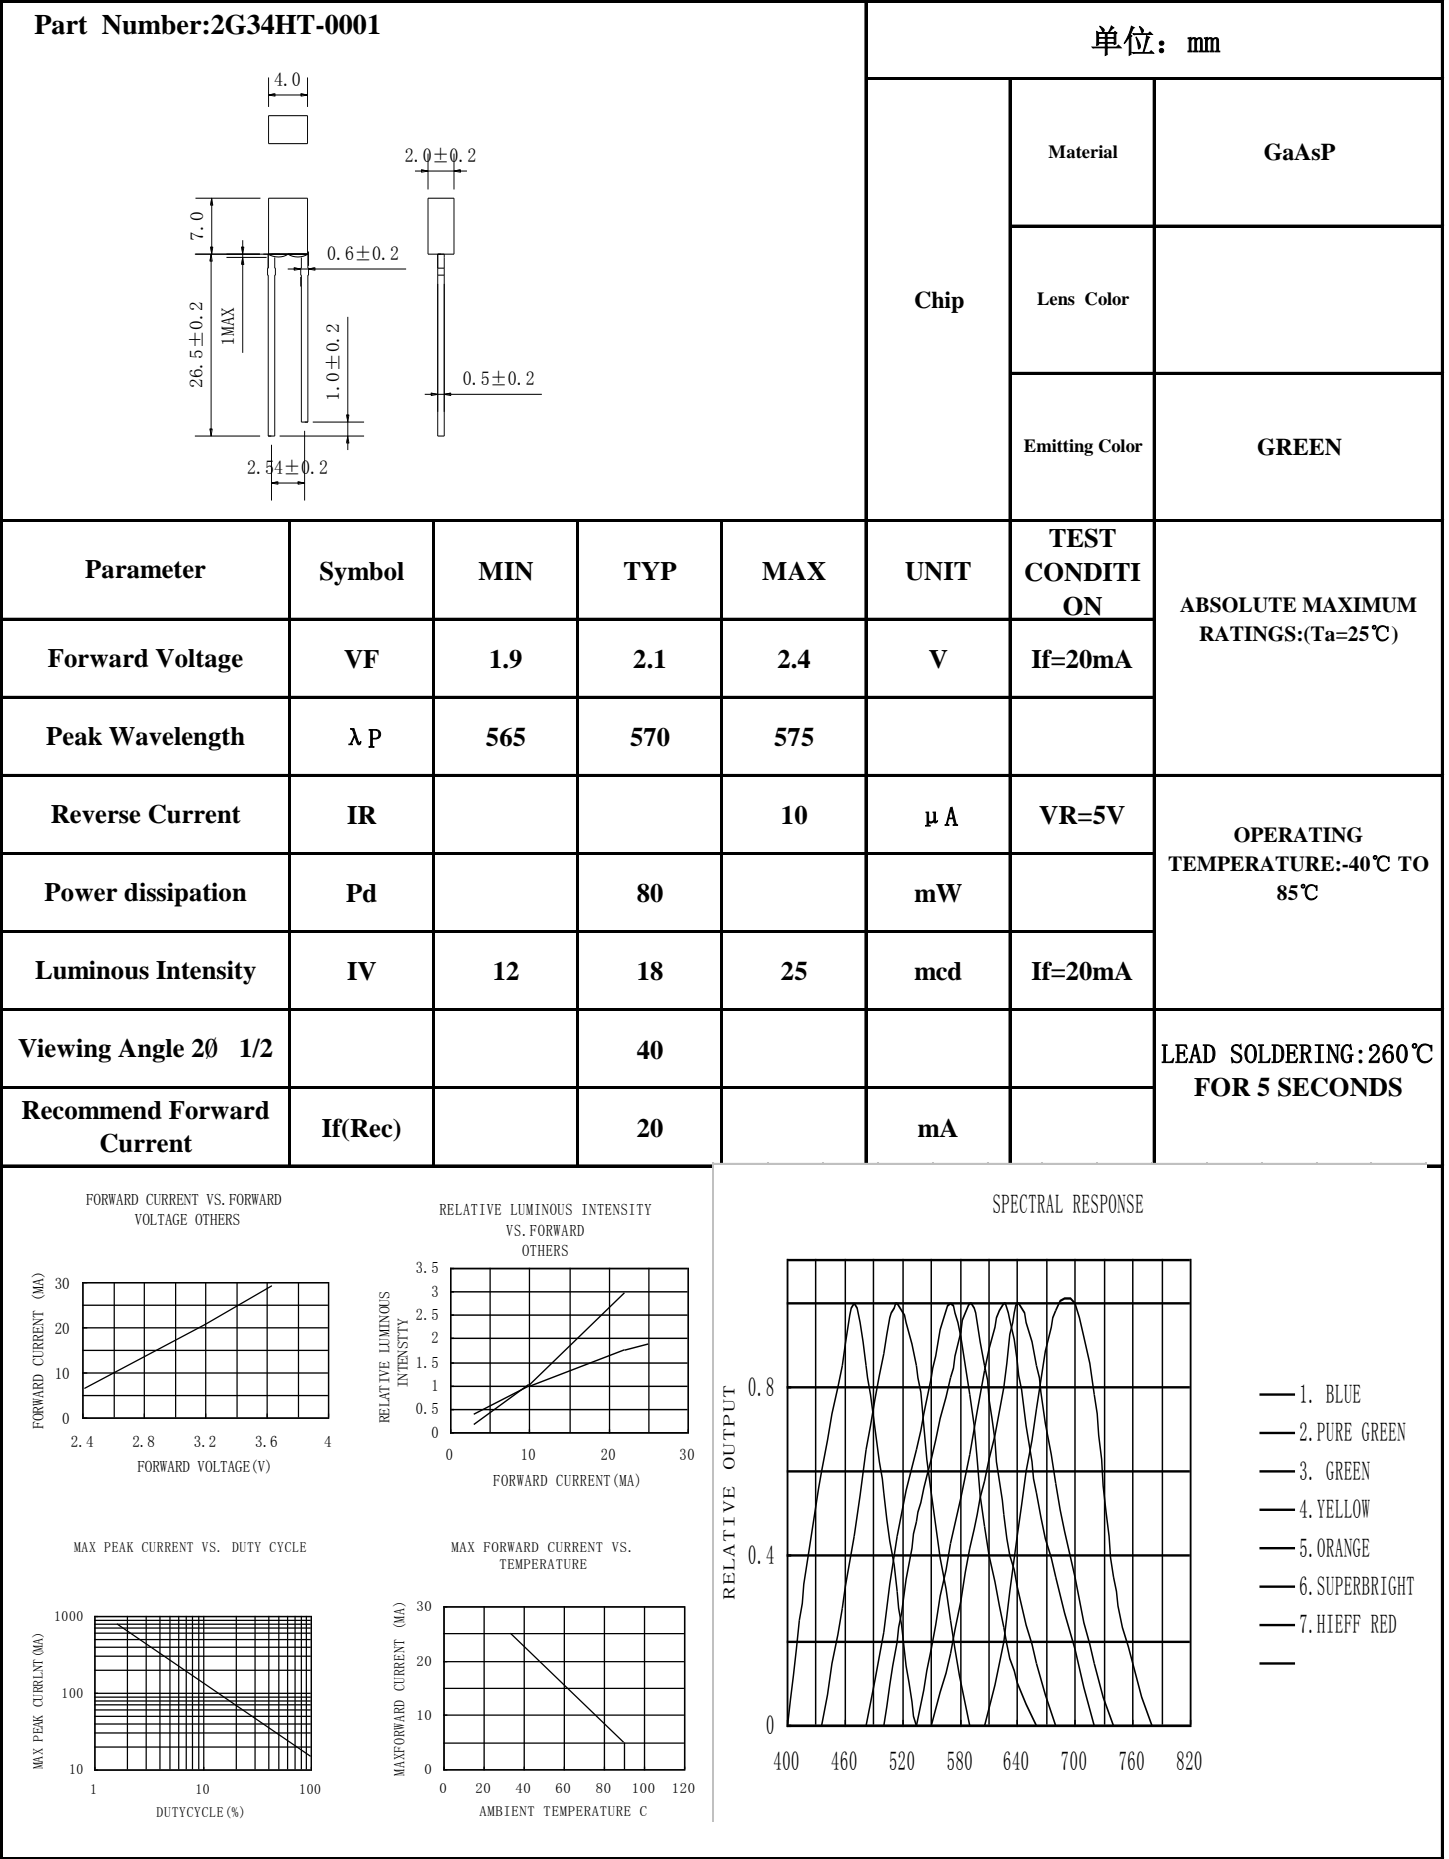 Part Number:2G34HT-0001
单位：mm
4.0
2.0±0.2
7.0
0.6±0.2
26.5±0.2
1MAX
1.0±0.2
0.5±0.2
2.54±0.2
Chip
Material
GaAsP
Lens Color
Emitting Color
GREEN
Parameter Symbol MIN TYP MAX UNIT TEST
CONDITI
ON
ABSOLUTE MAXIMUM
RATINGS:(Ta=25℃)
Forward Voltage VF 1.9 2.1 2.4 V If=20mA
Peak Wavelength λP 565 570 575
Reverse Current IR 10 μA VR=5V
OPERATING
TEMPERATURE:-40℃ TO
85℃
Power dissipation Pd 80 mW
Luminous Intensity IV 12 18 25 mcd If=20mA
Viewing Angle 2Ø 1/2 40
LEAD SOLDERING:260℃
FOR 5 SECONDS
Recommend Forward
Current
If(Rec) 20 mA
FORWARD CURRENT VS.FORWARD
VOLTAGE OTHERS
FORWARD CURRENT (MA)
30
20
10
0
2.4 2.8 3.2 3.6 4
FORWARD VOLTAGE(V)
RELATIVE LUMINOUS INTENSITY
VS.FORWARD
OTHERS
RELATIVE LUMINOUS
INTENSTTY
3.5
3
2.5
2
1.5
1
0.5
0
0 10 20 30
FORWARD CURRENT(MA)
MAX PEAK CURRENT VS. DUTY CYCLE
MAX PEAK CURRLNT(MA)
1000
100
10
1 10 100
DUTYCYCLE(%)
MAX FORWARD CURRENT VS.
TEMPERATURE
MAXFORWARD CURRENT (MA)
30
20
10
0
0 20 40 60 80 100 120
AMBIENT TEMPERATURE C
SPECTRAL RESPONSE
RELATIVE OUTPUT
0.8
0.4
0
400 460 520 580 640 700 760 820
1. BLUE
2.PURE GREEN
3. GREEN
4.YELLOW
5.ORANGE
6.SUPERBRIGHT
7.HIEFF RED